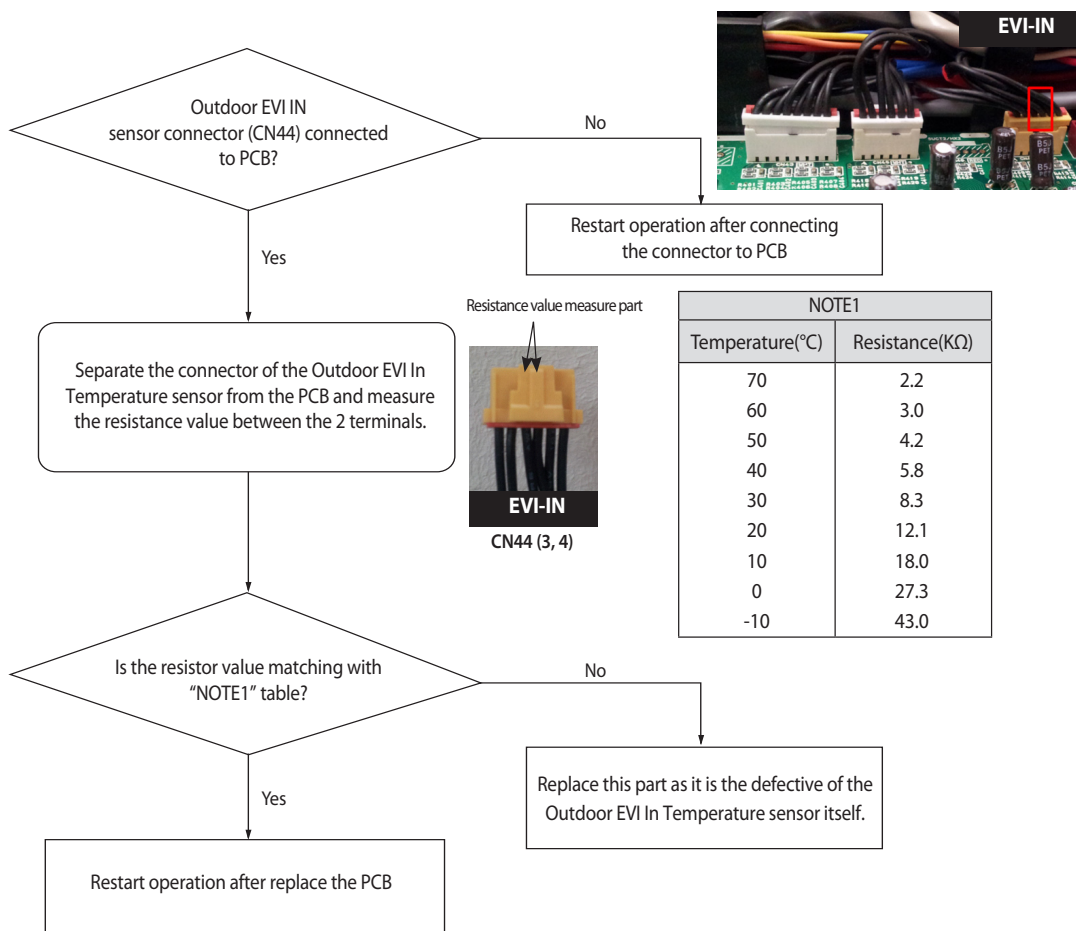 EVI-IN
Outdoor EVI IN
sensor connector (CN44) connected
to PCB?
No
Restart operation after connecting
the connector to PCB
Yes
Resistance value measure part
Separate the connector of the Outdoor EVI In
Temperature sensor from the PCB and measure
the resistance value between the 2 terminals.
EVI-IN
CN44 (3, 4)
NOTE1
Temperature(°C) Resistance(KΩ)
70 2.2
60 3.0
50 4.2
40 5.8
30 8.3
20 12.1
10 18.0
0 27.3
-10 43.0
Is the resistor value matching with
“NOTE1” table?
No
Replace this part as it is the defective of the
Outdoor EVI In Temperature sensor itself.
Yes
Restart operation after replace the PCB